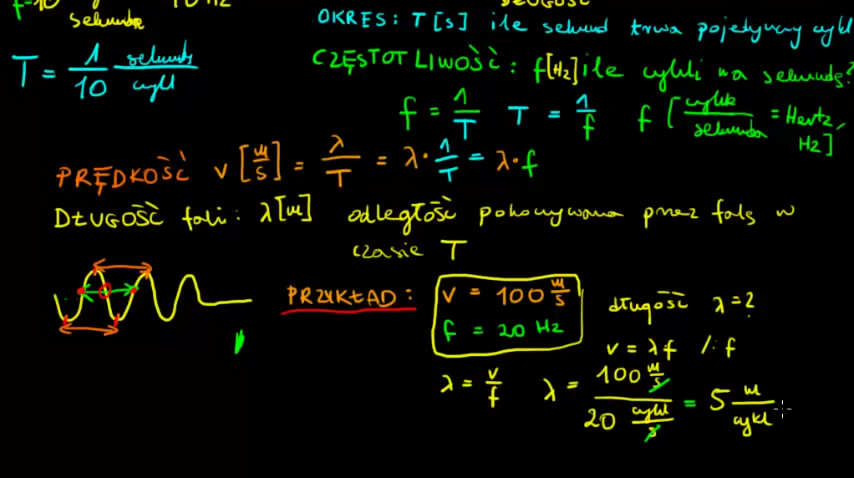 sekundę 10 Hz
OKRES: T [s] ile sekund trwa pojedynczy cykl
T = 1/10 sekundy/cykl
CZĘSTOTLIWOŚĆ: f [Hz] ile cykli na sekundę?
f = 1/T T = 1/f f [cykle/sekunda = Hertz, Hz]
PRĘDKOŚĆ v [m/s] = λ/T = λ · 1/T = λ · f
DŁUGOŚĆ fali: λ [m] odległość pokonywana przez falę w
czasie T
PRZYKŁAD: v = 100 m/s
f = 20 Hz
długość λ = ?
v = λ·f /: f
λ = v/f λ = 100 m/s / 20 cykl/s = 5 m/cykl